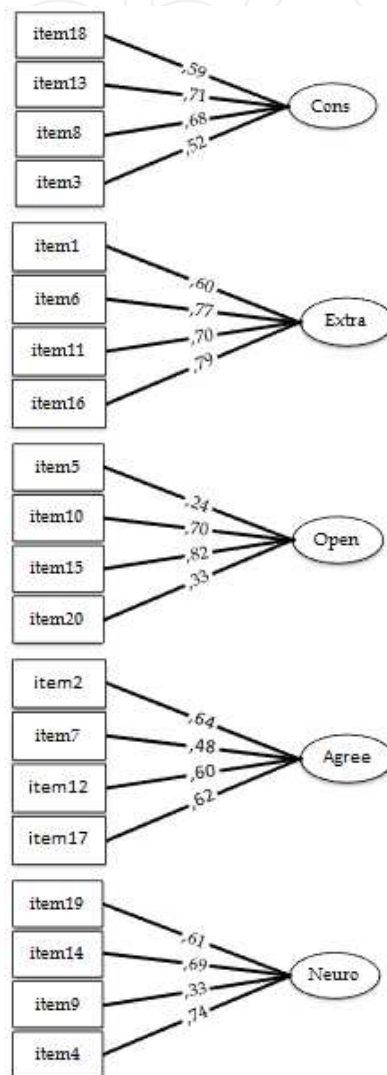 item18
,59
item13
,71
Cons
item8
,68
item3
,52
item1
,60
item6
,77
Extra
item11
,70
item16
,79
item5
,24
item10
,70
Open
item15
,82
item20
,33
item2
,64
item7
,48
Agree
item12
,60
item17
,62
item19
,61
item14
,69
Neuro
item9
,33
item4
,74